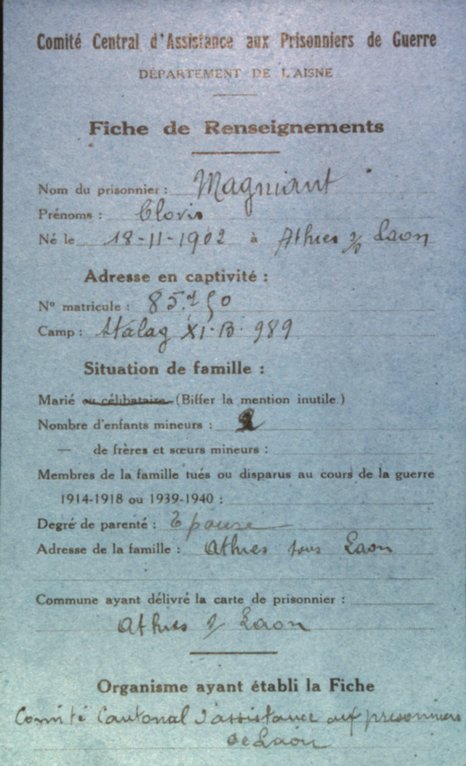 Comité Central d'Assistance aux Prisonniers de Guerre
DÉPARTEMENT DE L'AISNE
Fiche de Renseignements
Nom du prisonnier : Magniant
Prénoms : Clovis
Né le 18-11-1902 à Athies s/ Laon
Adresse en captivité :
N° matricule :
Camp : Stalag XI-B. 989
Situation de famille :
Marié ou célibataire (Biffer la mention inutile.)
Nombre d'enfants mineurs : 2
— de frères et sœurs mineurs :
Membres de la famille tués ou disparus au cours de la guerre
1914-1918 ou 1939-1940 :
Degré de parenté : Epouse
Adresse de la famille : Athies sous Laon
Commune ayant délivré la carte de prisonnier :
Athies s/ Laon
Organisme ayant établi la Fiche
Comité Cantonal d'assistance aux prisonniers
de Laon